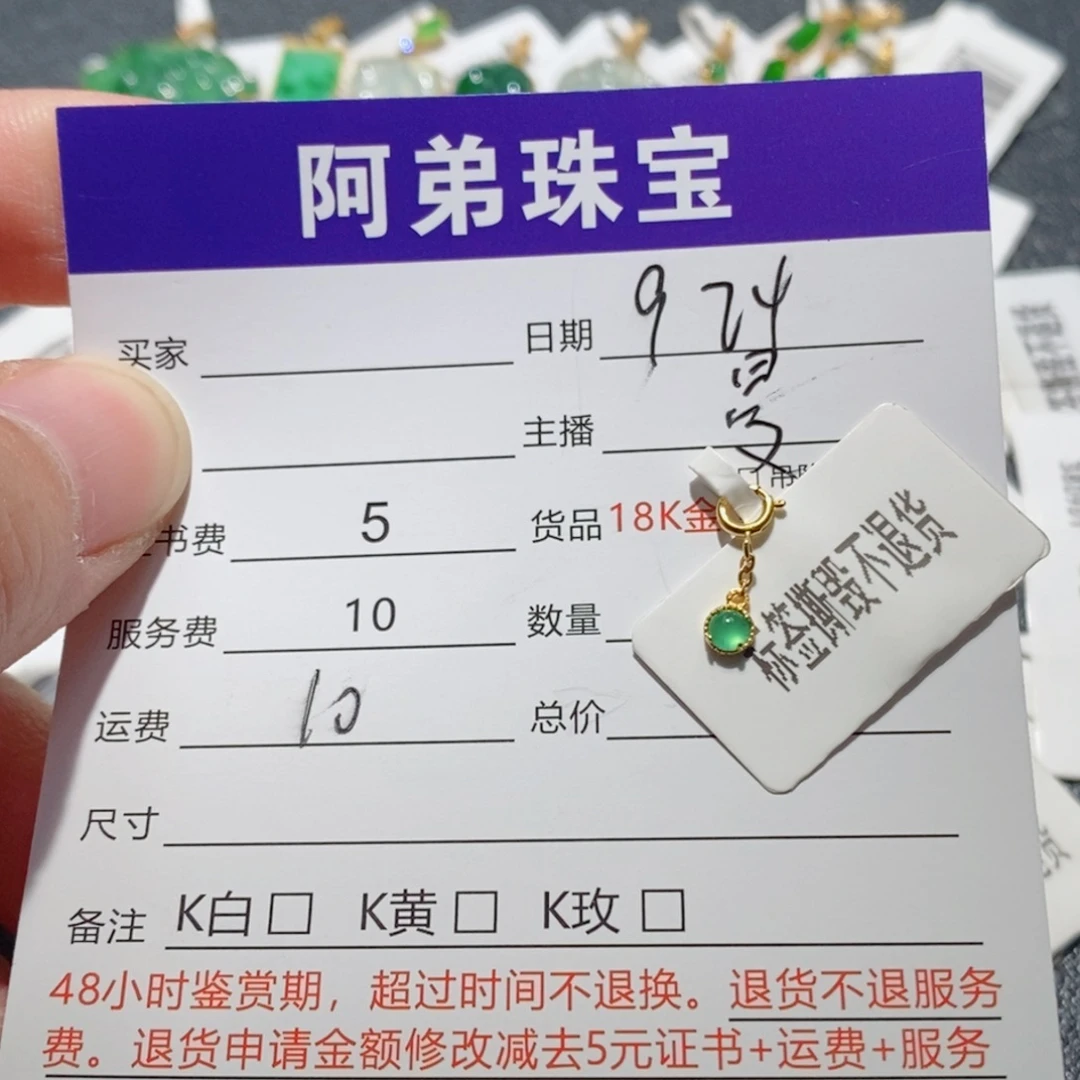 阿弟珠宝
买家 日期 9 24
主播
书费 5 货品 18K金
服务费 10 数量
运费 10 总价
尺寸
备注 K白□ K黄□ K玫□
48小时鉴赏期，超过时间不退换。退货不退服务
费。退货申请金额修改减去5元证书+运费+服务
标签撕毁不退货